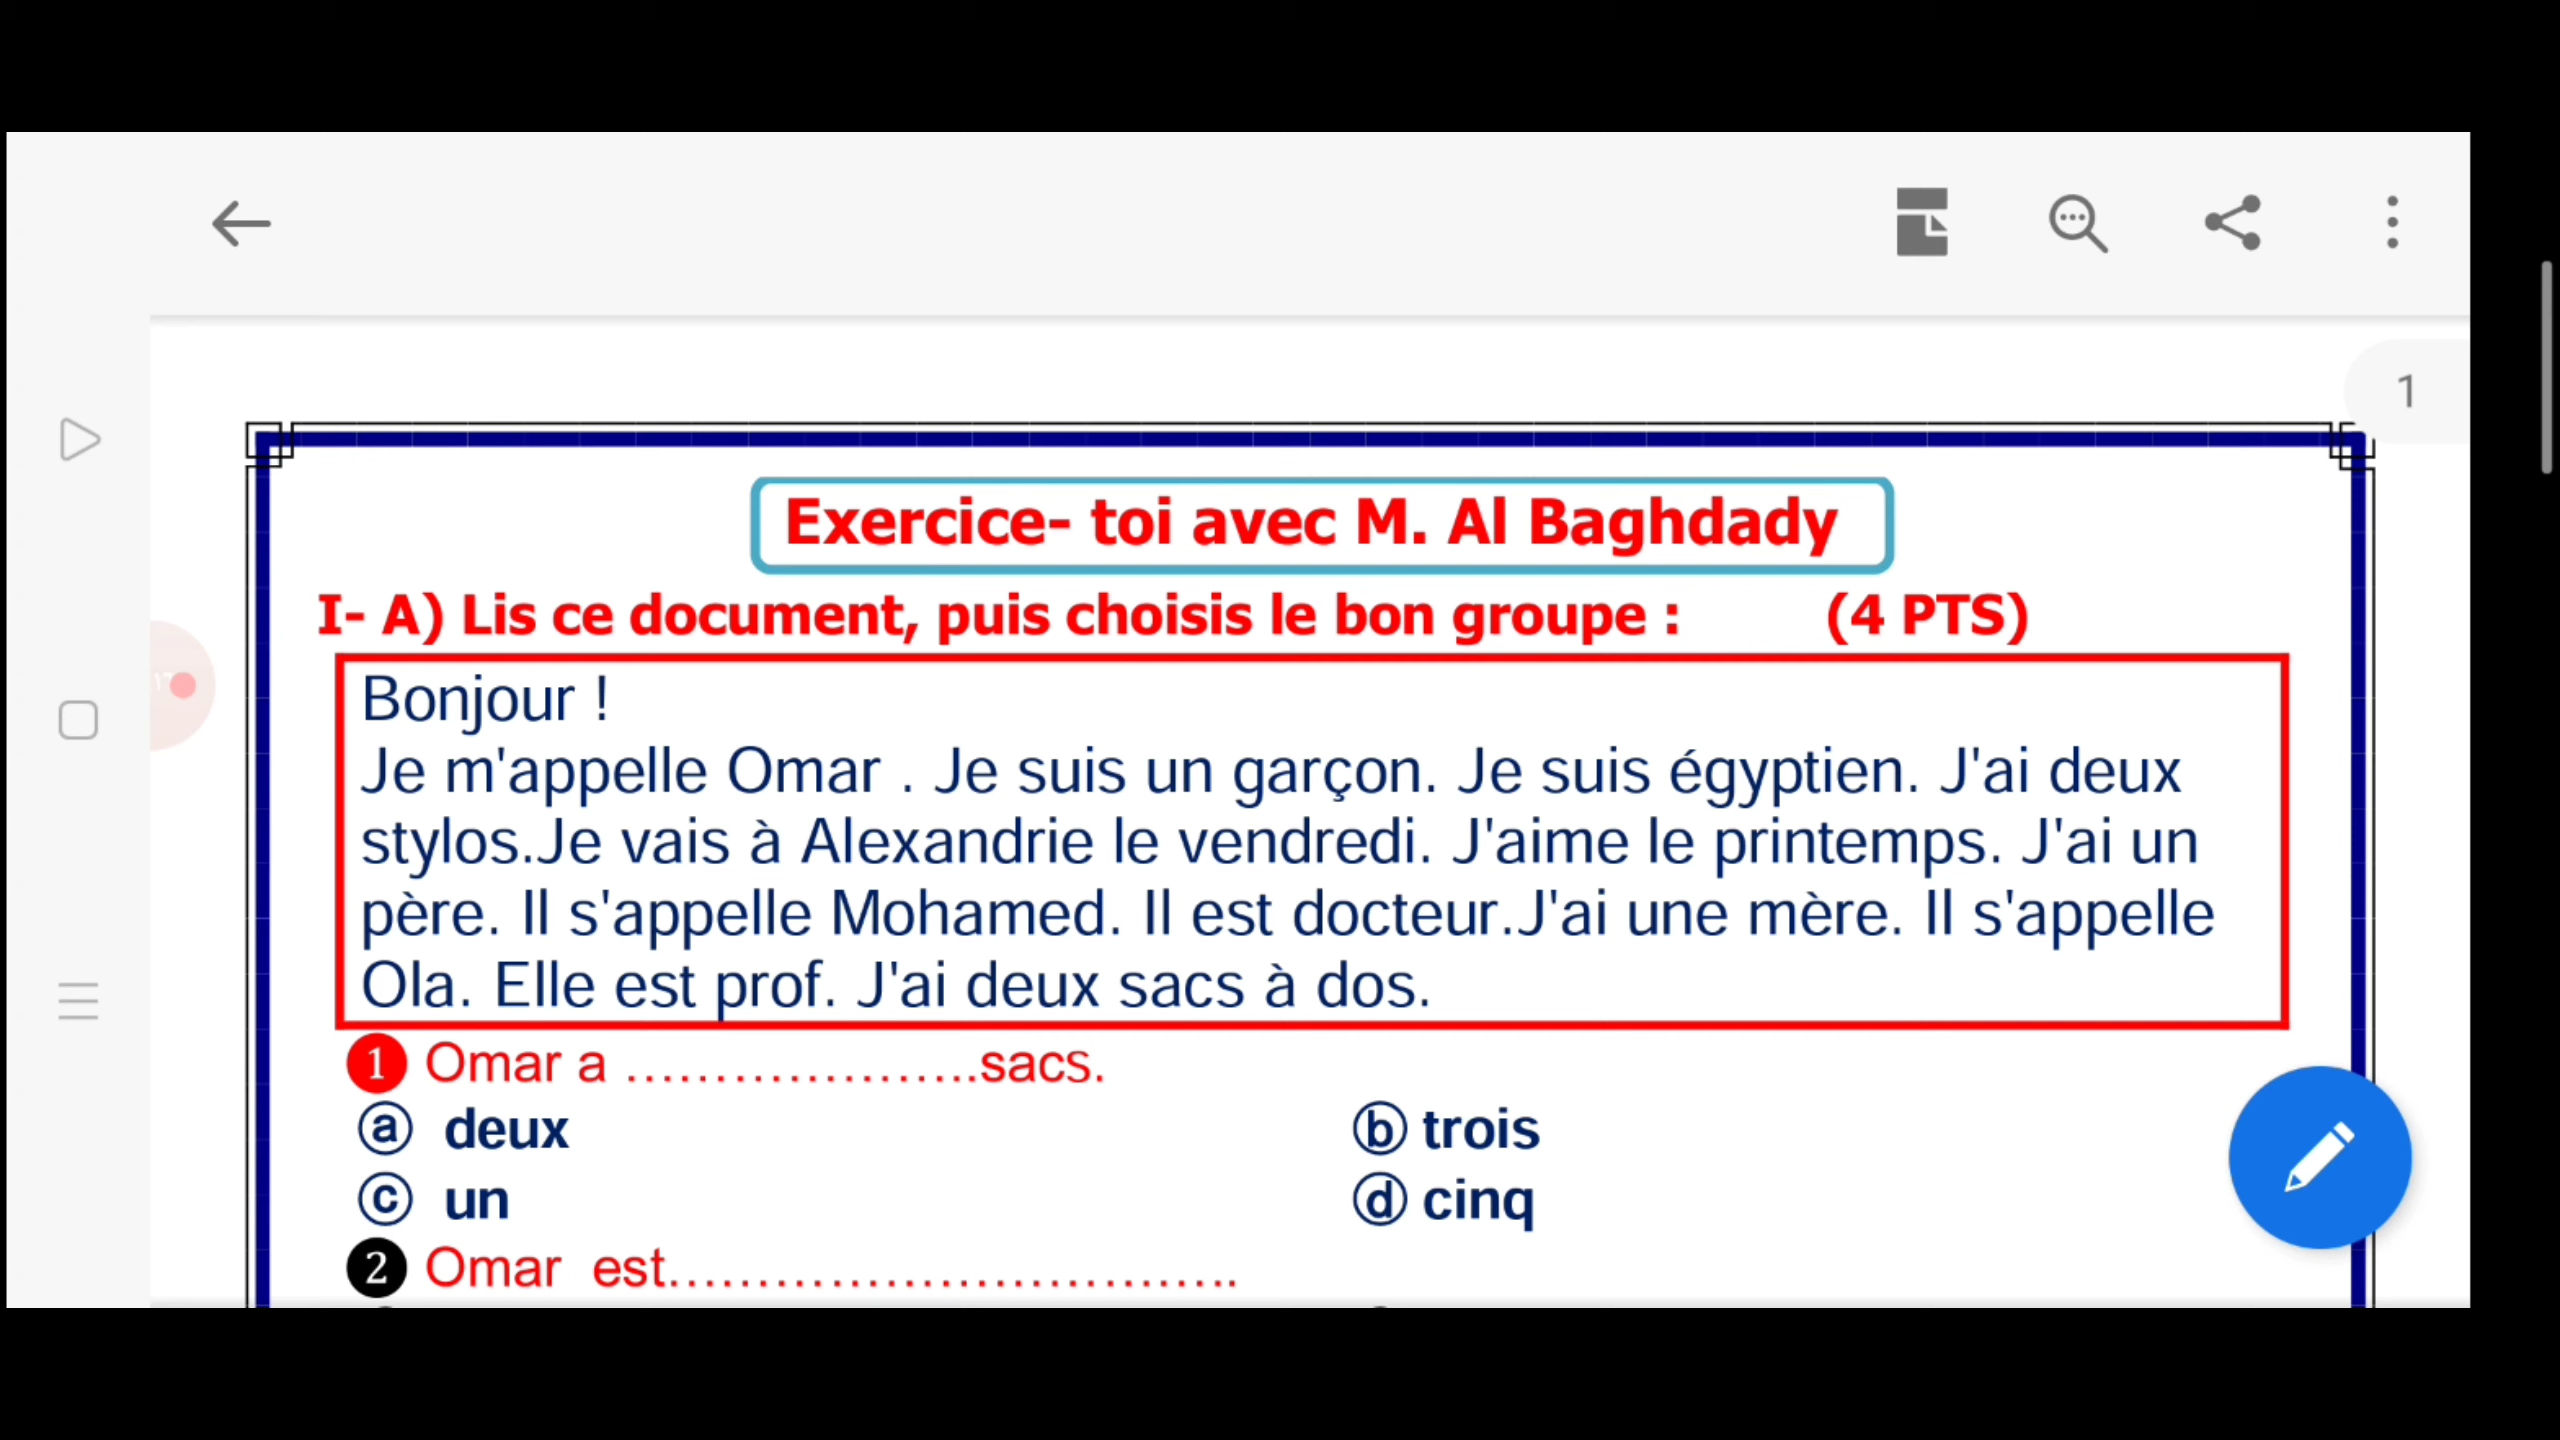 1
Exercice- toi avec M. Al Baghdady
I- A) Lis ce document, puis choisis le bon groupe : (4 PTS)
Bonjour !
Je m'appelle Omar . Je suis un garçon. Je suis égyptien. J'ai deux
stylos.Je vais à Alexandrie le vendredi. J'aime le printemps. J'ai un
père. Il s'appelle Mohamed. Il est docteur.J'ai une mère. Il s'appelle
Ola. Elle est prof. J'ai deux sacs à dos.
❶ Omar a ………………….sacs.
ⓐ deux ⓑ trois
ⓒ un ⓓ cinq
❷ Omar est…………………………….